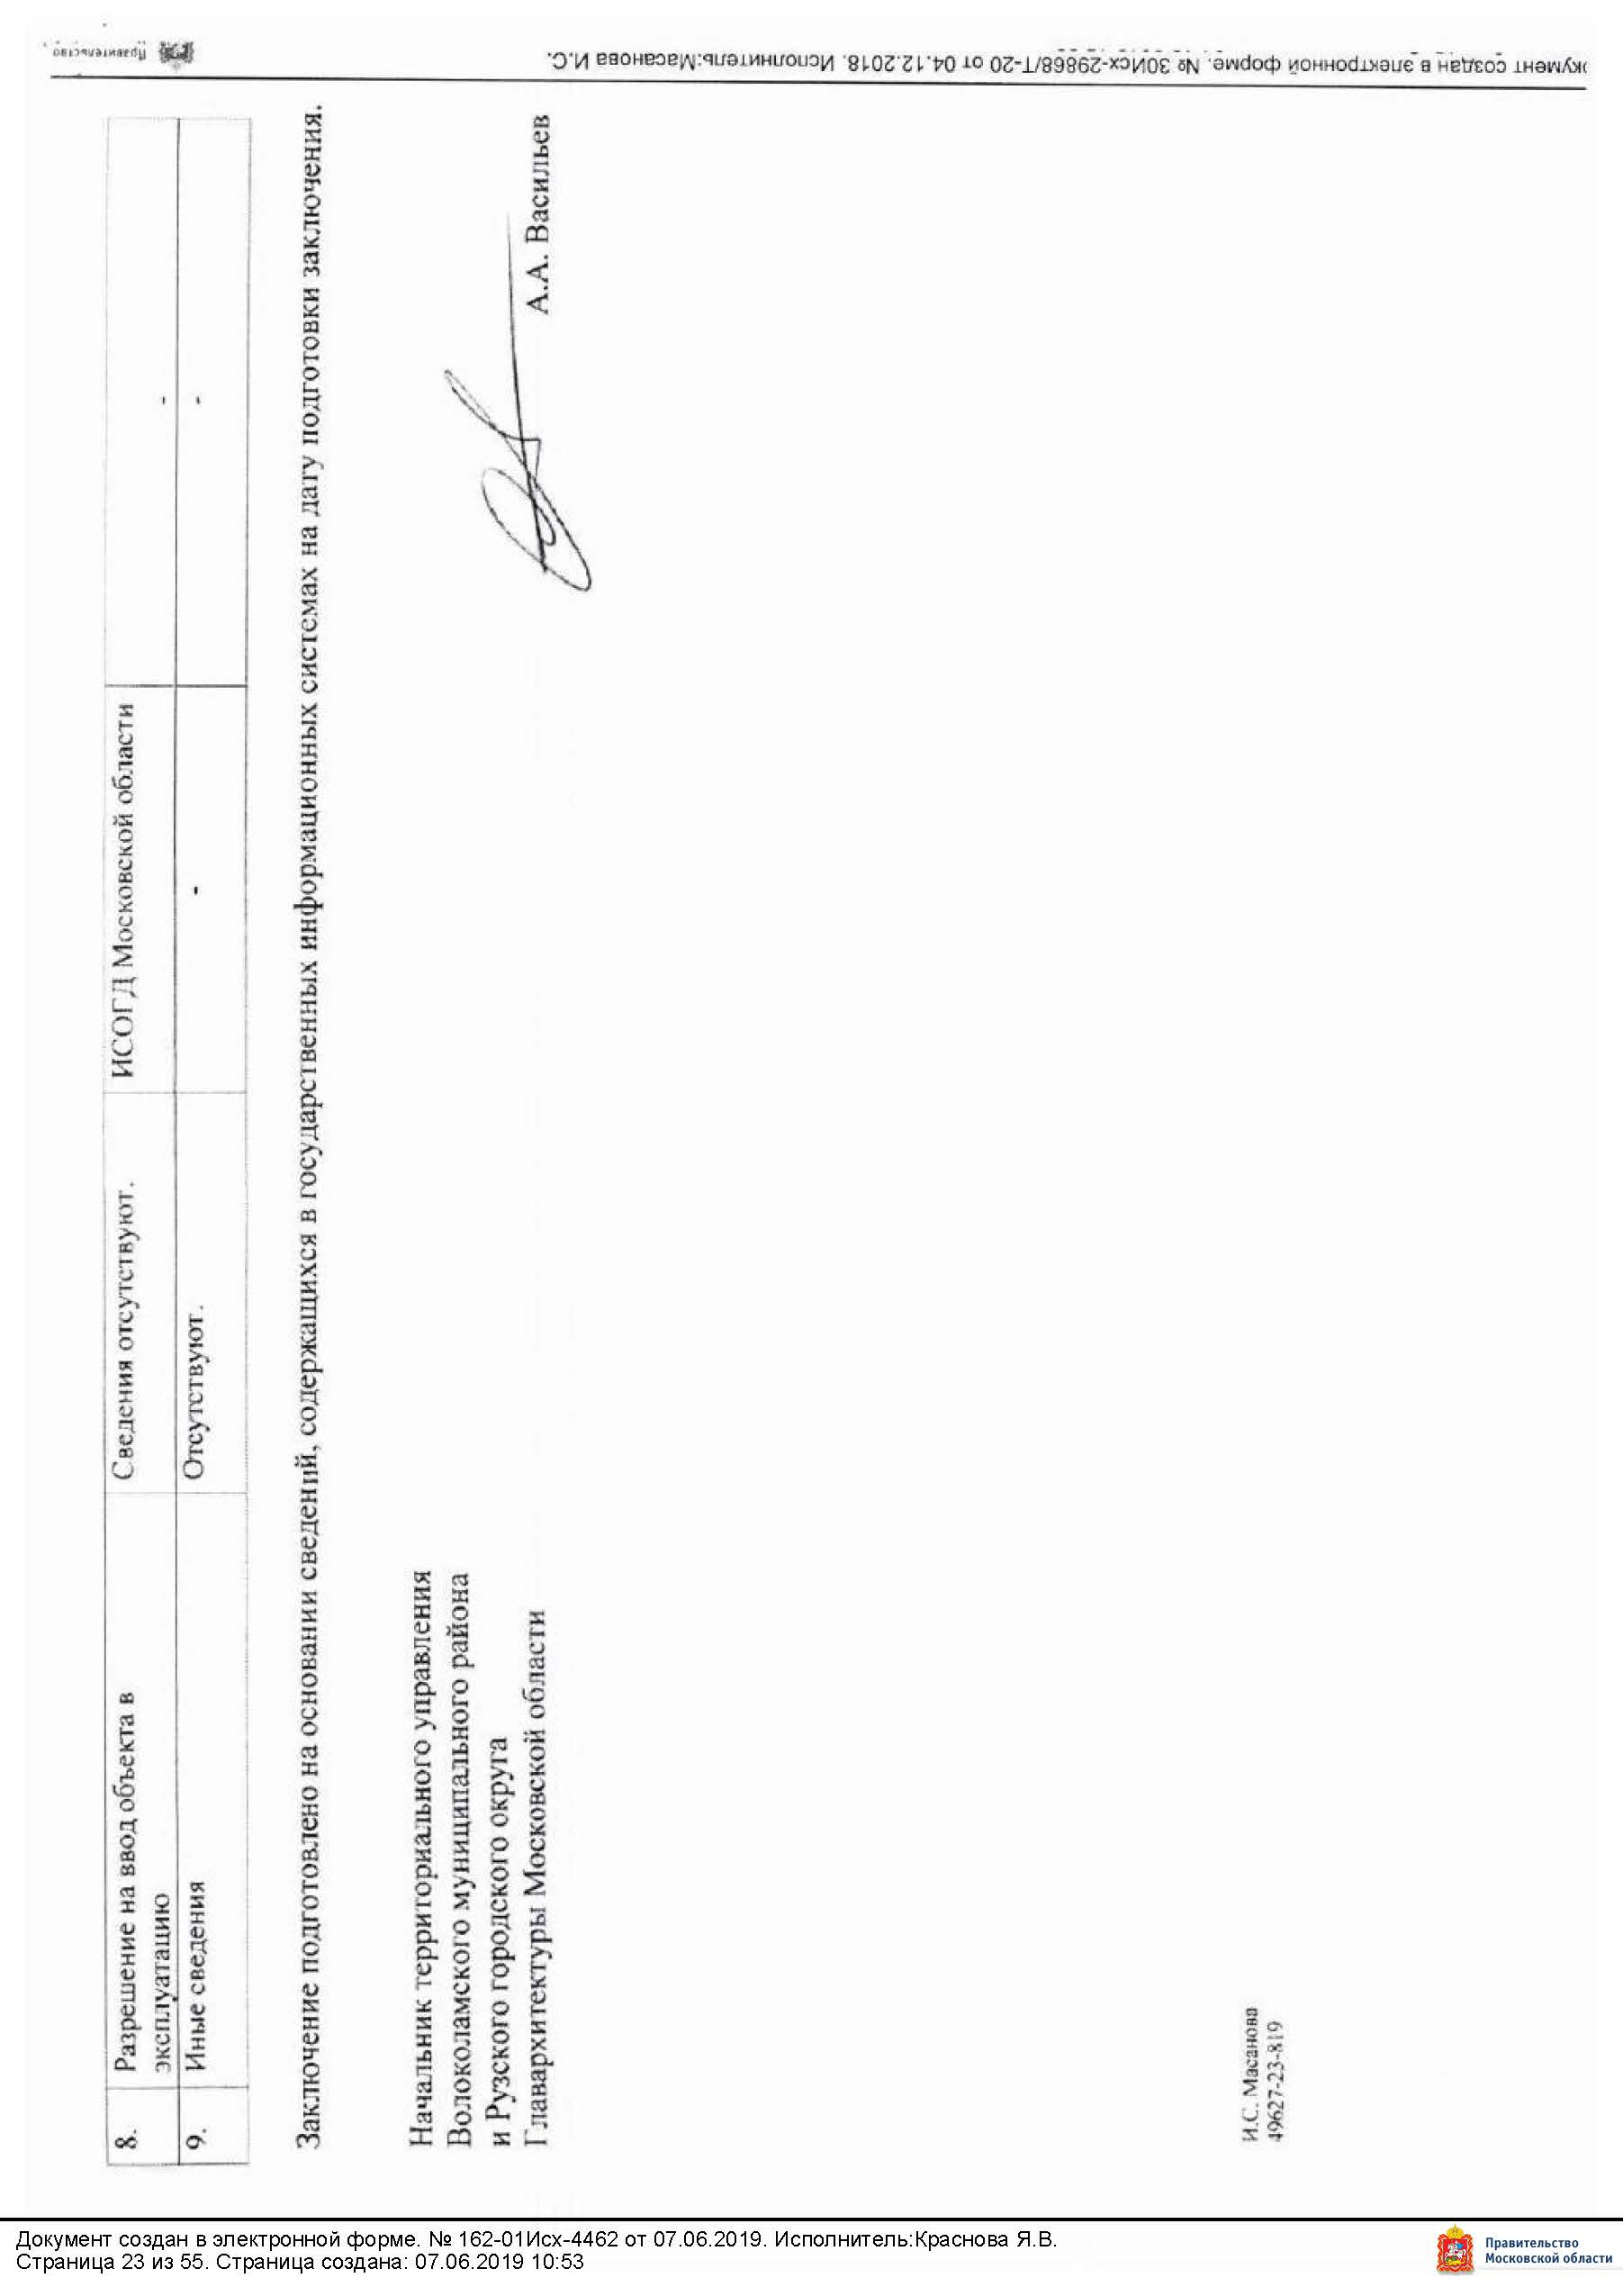 8. Разрешение на ввод объекта в Сведения отсутствуют. ИСОГД Московской области -
эксплуатацию
9. Иные сведения Отсутствуют. - -
Заключение подготовлено на основании сведений, содержащихся в государственных информационных системах на дату подготовки заключения.
Начальник территориального управления
Волоколамского муниципального района
и Рузского городского округа
Главархитектуры Московской области А.А. Васильев
И.С. Масанова
49627-23-819
кумент создан в электронной форме. № 30Исх-29868/Т-20 от 04.12.2018. Исполнитель:Масанова И.С.
Правительство
Документ создан в электронной форме. № 162-01Исх-4462 от 07.06.2019. Исполнитель:Краснова Я.В.
Страница 23 из 55. Страница создана: 07.06.2019 10:53
Правительство
Московской области